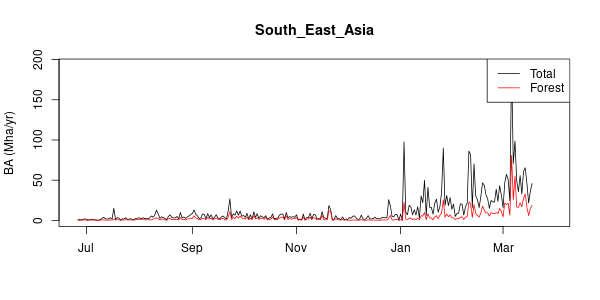 South_East_Asia
BA (Mha/yr)
200
150
100
50
0
Total
Forest
Jul Sep Nov Jan Mar